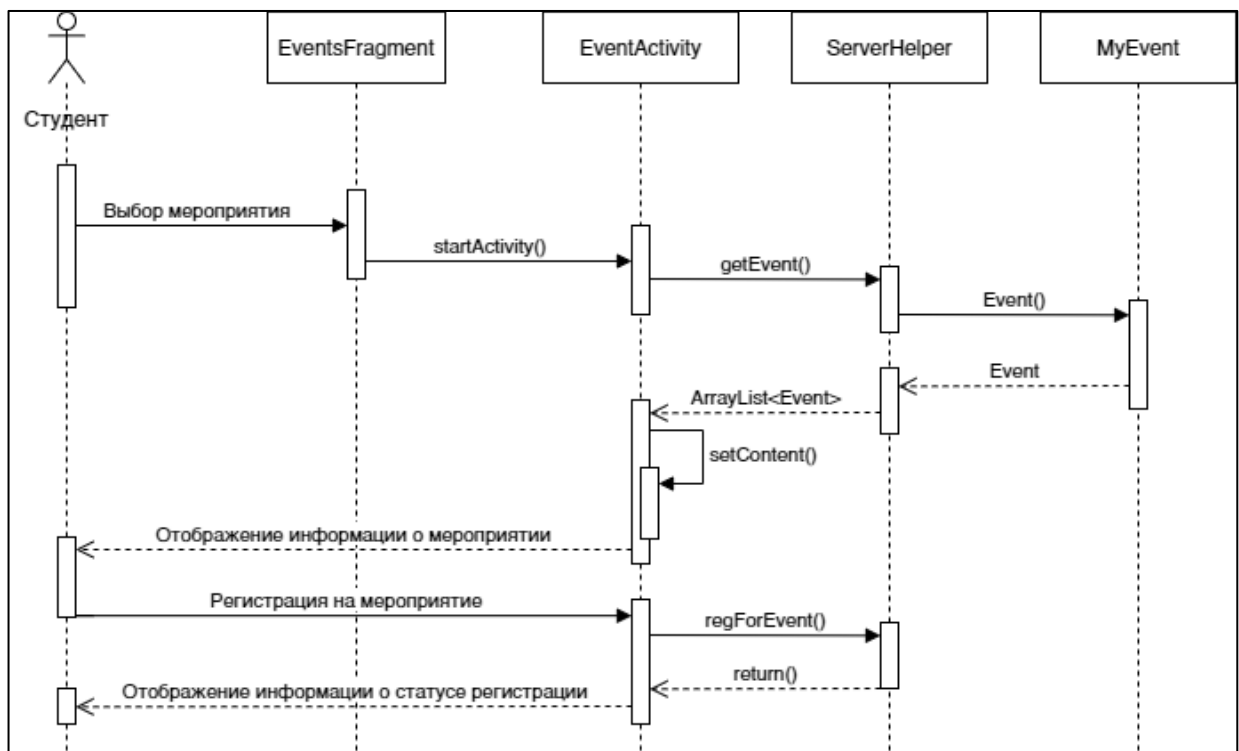 EventsFragment
EventActivity
ServerHelper
MyEvent
Студент
Выбор мероприятия
startActivity()
getEvent()
Event()
Event
ArrayList<Event>
setContent()
Отображение информации о мероприятии
Регистрация на мероприятие
regForEvent()
return()
Отображение информации о статусе регистрации